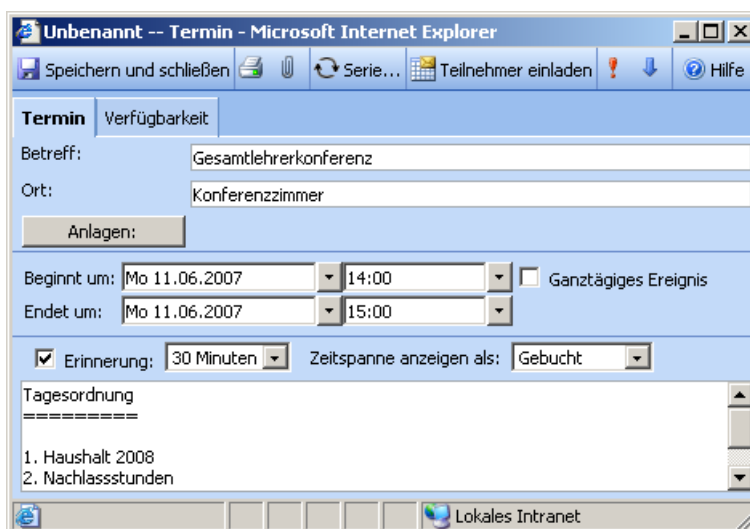 Unbenannt -- Termin - Microsoft Internet Explorer
Speichern und schließen Serie... Teilnehmer einladen Hilfe
Termin Verfügbarkeit
Betreff: Gesamtlehrerkonferenz
Ort: Konferenzzimmer
Anlagen:
Beginnt um: Mo 11.06.2007 14:00 Ganztägiges Ereignis
Endet um: Mo 11.06.2007 15:00
Erinnerung: 30 Minuten Zeitspanne anzeigen als: Gebucht
Tagesordnung
=========
1. Haushalt 2008
2. Nachlassstunden
Lokales Intranet